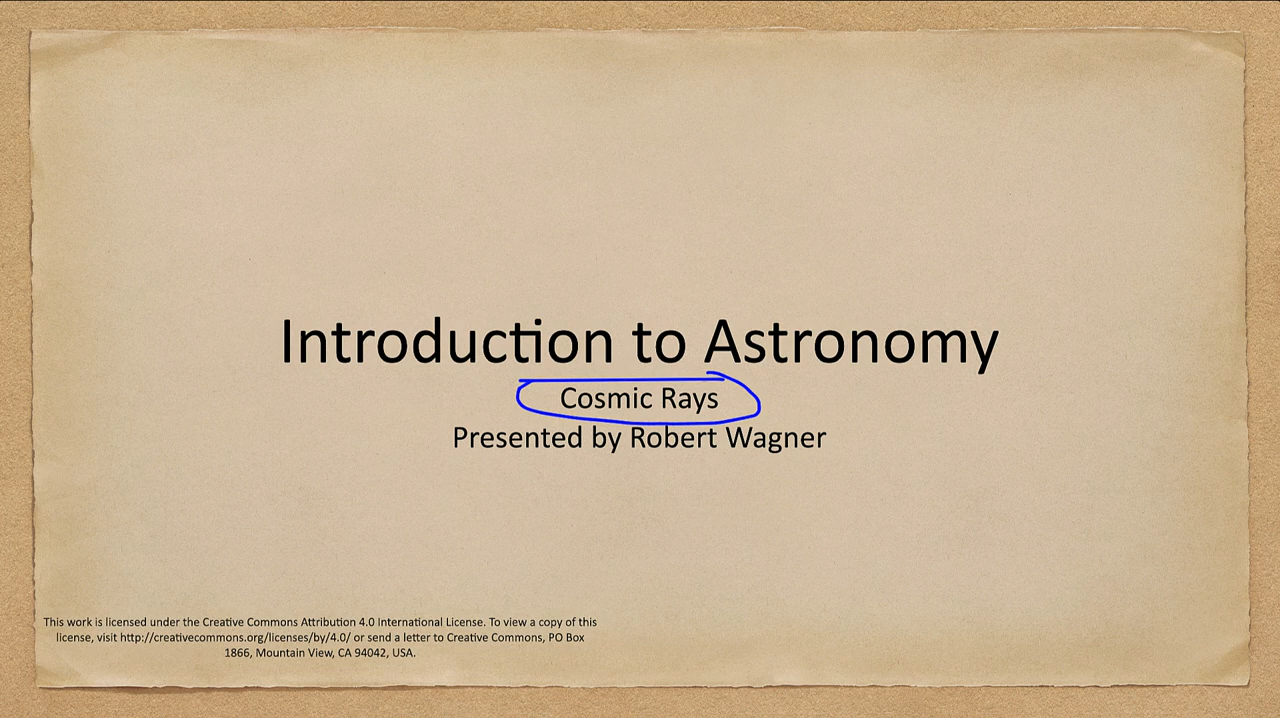 Introduction to Astronomy
Cosmic Rays
Presented by Robert Wagner
This work is licensed under the Creative Commons Attribution 4.0 International License. To view a copy of this
license, visit http://creativecommons.org/licenses/by/4.0/ or send a letter to Creative Commons, PO Box
1866, Mountain View, CA 94042, USA.